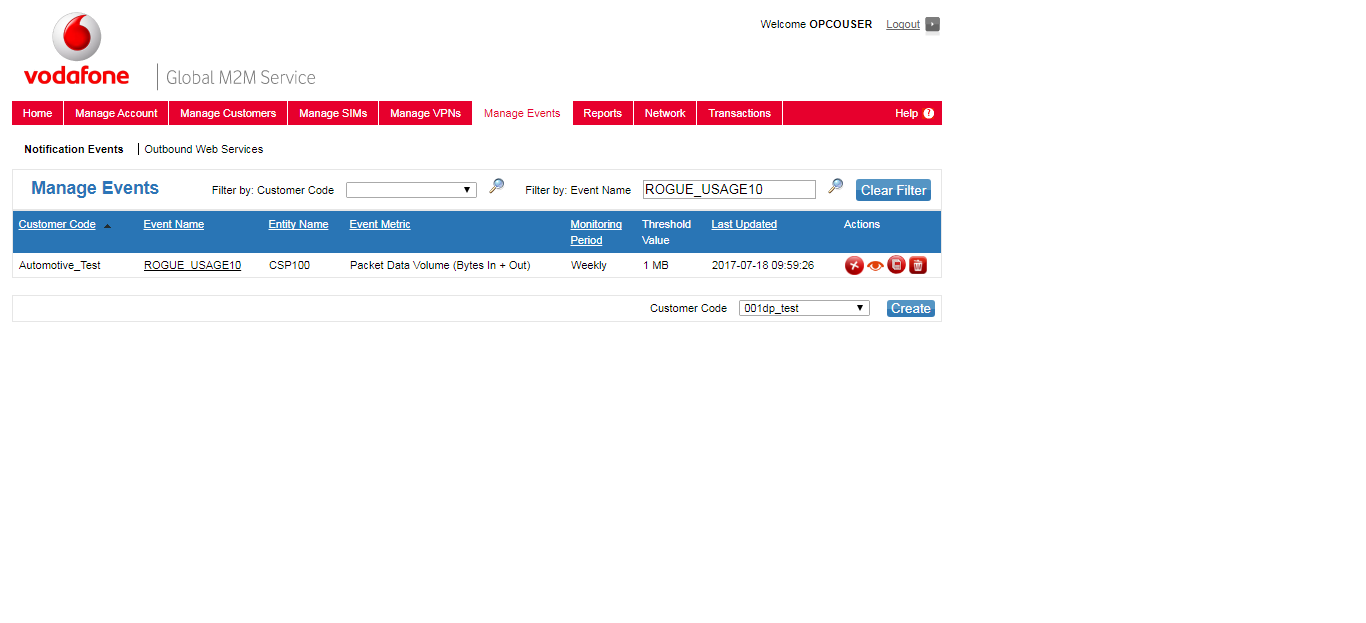 Welcome OPCOUSER Logout
vodafone Global M2M Service
Home Manage Account Manage Customers Manage SIMs Manage VPNs Manage Events Reports Network Transactions Help ?
Notification Events Outbound Web Services
Manage Events Filter by: Customer Code Filter by: Event Name ROGUE_USAGE10 Clear Filter
Customer Code Event Name Entity Name Event Metric Monitoring Period Threshold Value Last Updated Actions
Automotive_Test ROGUE_USAGE10 CSP100 Packet Data Volume (Bytes In + Out) Weekly 1 MB 2017-07-18 09:59:26
Customer Code 001dp_test Create